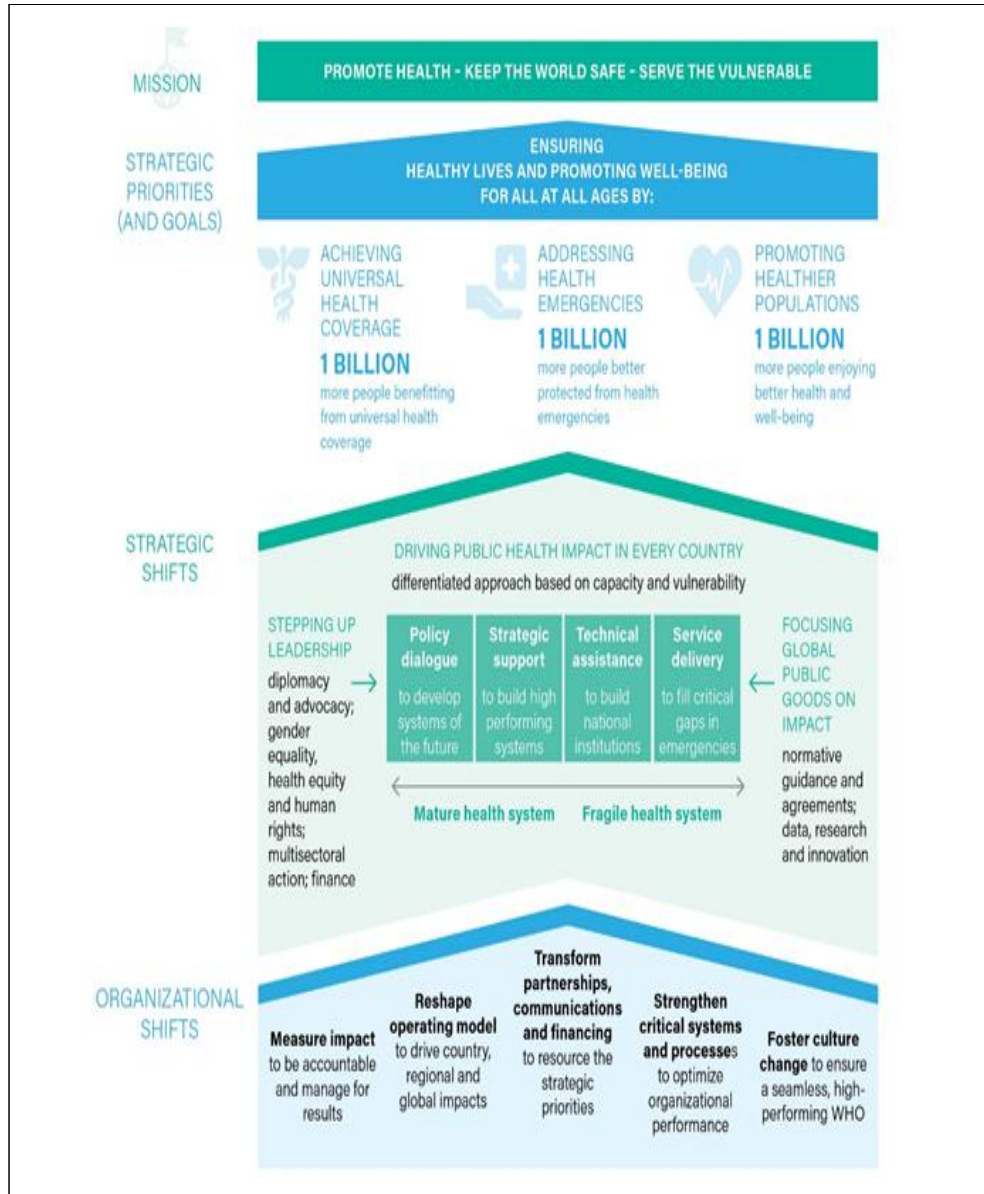 MISSION
PROMOTE HEALTH - KEEP THE WORLD SAFE - SERVE THE VULNERABLE
STRATEGIC
PRIORITIES
(AND GOALS)
ENSURING
HEALTHY LIVES AND PROMOTING WELL-BEING
FOR ALL AT ALL AGES BY:
ACHIEVING
UNIVERSAL
HEALTH
COVERAGE
1 BILLION
more people benefitting
from universal health
coverage
ADDRESSING
HEALTH
EMERGENCIES
1 BILLION
more people better
protected from health
emergencies
PROMOTING
HEALTHIER
POPULATIONS
1 BILLION
more people enjoying
better health and
well-being
STRATEGIC
SHIFTS
DRIVING PUBLIC HEALTH IMPACT IN EVERY COUNTRY
differentiated approach based on capacity and vulnerability
STEPPING UP
LEADERSHIP
diplomacy
and advocacy;
gender
equality,
health equity
and human
rights;
multisectoral
action; finance
Policy
dialogue
to develop
systems of
the future
Strategic
support
to build high
performing
systems
Technical
assistance
to build
national
institutions
Service
delivery
to fill critical
gaps in
emergencies
Mature health system
Fragile health system
FOCUSING
GLOBAL
PUBLIC
GOODS ON
IMPACT
normative
guidance and
agreements;
data, research
and innovation
ORGANIZATIONAL
SHIFTS
Measure impact
to be accountable
and manage for
results
Reshape
operating model
to drive country,
regional and
global impacts
Transform
partnerships,
communications
and financing
to resource the
strategic
priorities
Strengthen
critical systems
and processes
to optimize
organizational
performance
Foster culture
change to ensure
a seamless, high-
performing WHO